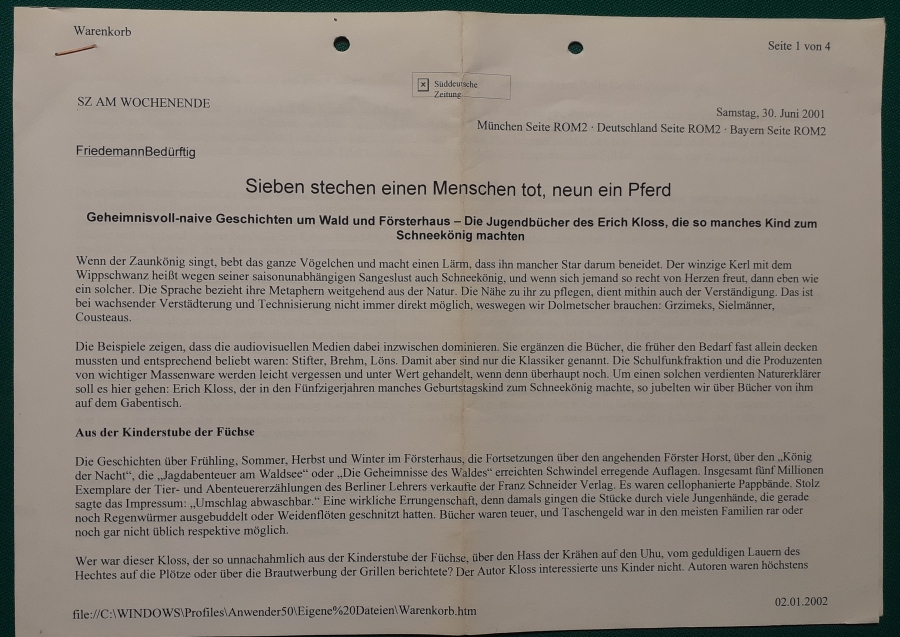 Warenkorb
Seite 1 von 4
Süddeutsche
Zeitung
SZ AM WOCHENENDE
Samstag, 30. Juni 2001
München Seite ROM2 · Deutschland Seite ROM2 · Bayern Seite ROM2
FriedemannBedürftig
Sieben stechen einen Menschen tot, neun ein Pferd
Geheimnisvoll-naive Geschichten um Wald und Försterhaus – Die Jugendbücher des Erich Kloss, die so manches Kind zum
Schneekönig machten
Wenn der Zaunkönig singt, bebt das ganze Vögelchen und macht einen Lärm, dass ihn mancher Star darum beneidet. Der winzige Kerl mit dem
Wippschwanz heißt wegen seiner saisonunabhängigen Sangeslust auch Schneekönig, und wenn sich jemand so recht von Herzen freut, dann eben wie
ein solcher. Die Sprache bezieht ihre Metaphern weitgehend aus der Natur. Die Nähe zu ihr zu pflegen, dient mithin auch der Verständigung. Das ist
bei wachsender Verstädterung und Technisierung nicht immer direkt möglich, weswegen wir Dolmetscher brauchen: Grzimeks, Sielmänner,
Cousteaus.
Die Beispiele zeigen, dass die audiovisuellen Medien dabei inzwischen dominieren. Sie ergänzen die Bücher, die früher den Bedarf fast allein decken
mussten und entsprechend beliebt waren: Stifter, Brehm, Löns. Damit aber sind nur die Klassiker genannt. Die Schulfunkfraktion und die Produzenten
von wichtiger Massenware werden leicht vergessen und unter Wert gehandelt, wenn denn überhaupt noch. Um einen solchen verdienten Naturerklärer
soll es hier gehen: Erich Kloss, der in den Fünfzigerjahren manches Geburtstagskind zum Schneekönig machte, so jubelten wir über Bücher von ihm
auf dem Gabentisch.
Aus der Kinderstube der Füchse
Die Geschichten über Frühling, Sommer, Herbst und Winter im Försterhaus, die Fortsetzungen über den angehenden Förster Horst, über den „König
der Nacht“, die „Jagdabenteuer am Waldsee“ oder „Die Geheimnisse des Waldes“ erreichten Schwindel erregende Auflagen. Insgesamt fünf Millionen
Exemplare der Tier- und Abenteuererzählungen des Berliner Lehrers verkaufte der Franz Schneider Verlag. Es waren cellophanierte Pappbände. Stolz
sagte das Impressum: „Umschlag abwaschbar.“ Eine wirkliche Errungenschaft, denn damals gingen die Stücke durch viele Jungenhände, die gerade
noch Regenwürmer ausgebuddelt oder Weidenflöten geschnitzt hatten. Bücher waren teuer, und Taschengeld war in den meisten Familien rar oder
noch gar nicht üblich respektive möglich.
Wer war dieser Kloss, der so unnachahmlich aus der Kinderstube der Füchse, über den Hass der Krähen auf den Uhu, vom geduldigen Lauern des
Hechtes auf die Plötze oder über die Brautwerbung der Grillen berichtete? Der Autor Kloss interessierte uns Kinder nicht. Autoren waren höchstens
file://C:\WINDOWS\Profiles\Anwender50\Eigene%20Dateien\Warenkorb.htm
02.01.2002